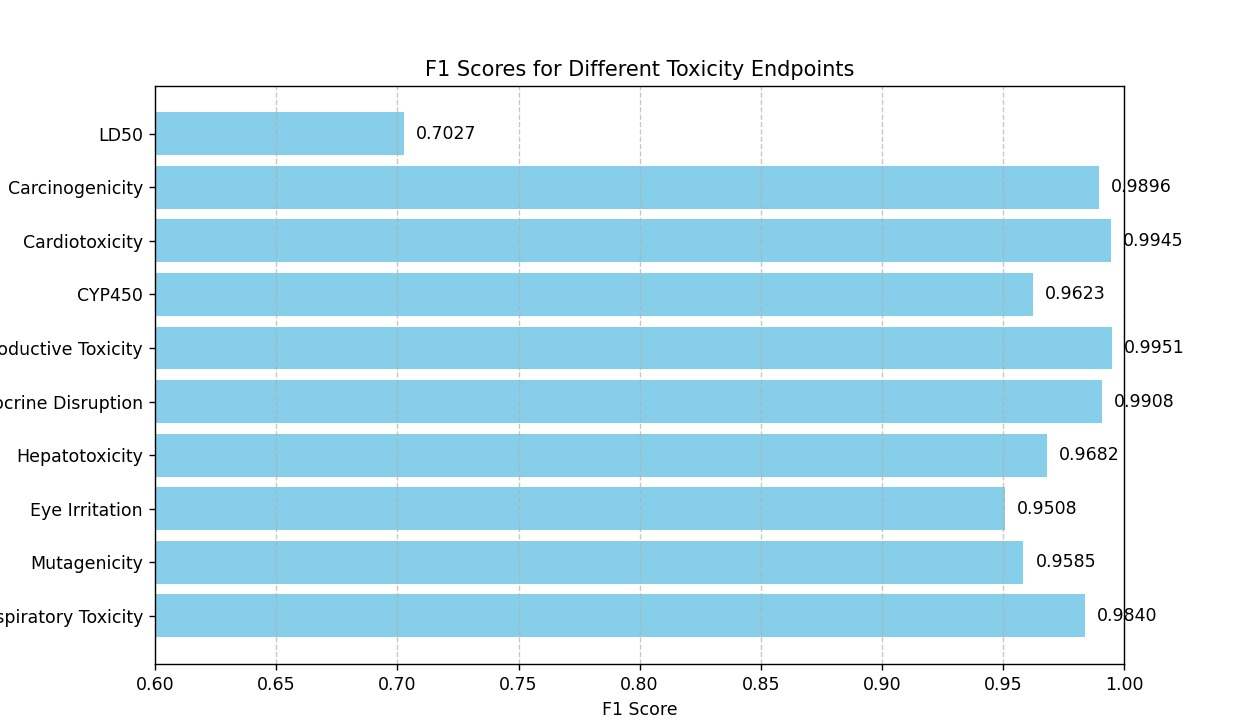 F1 Scores for Different Toxicity Endpoints
LD50 0.7027
Carcinogenicity 0.9896
Cardiotoxicity 0.9945
CYP450 0.9623
oductive Toxicity 0.9951
ocrine Disruption 0.9908
Hepatotoxicity 0.9682
Eye Irritation 0.9508
Mutagenicity 0.9585
spiratory Toxicity 0.9840
0.60 0.65 0.70 0.75 0.80 0.85 0.90 0.95 1.00
F1 Score